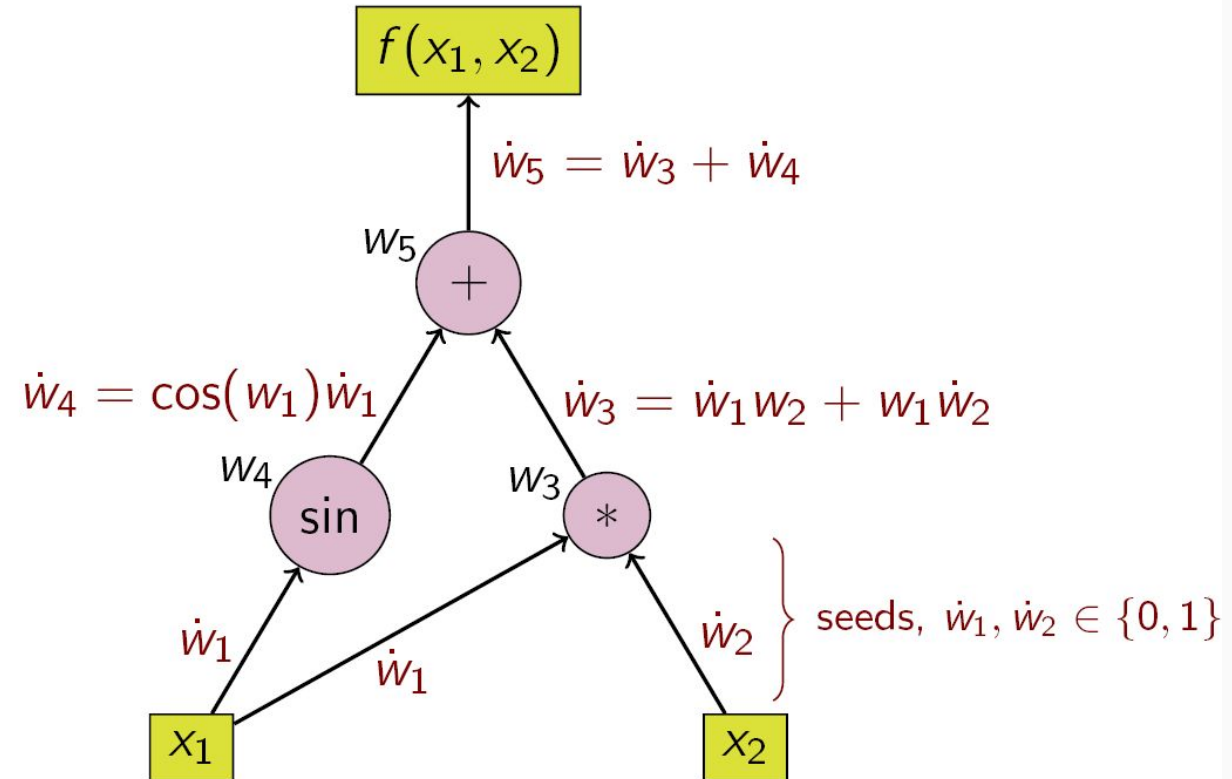 f(x₁, x₂)
ẇ₅ = ẇ₃ + ẇ₄
w₅
+
ẇ₄ = cos(w₁)ẇ₁
ẇ₃ = ẇ₁w₂ + w₁ẇ₂
w₄
sin
w₃
*
ẇ₁
ẇ₁
ẇ₂
seeds, ẇ₁, ẇ₂ ∈ {0, 1}
x₁
x₂